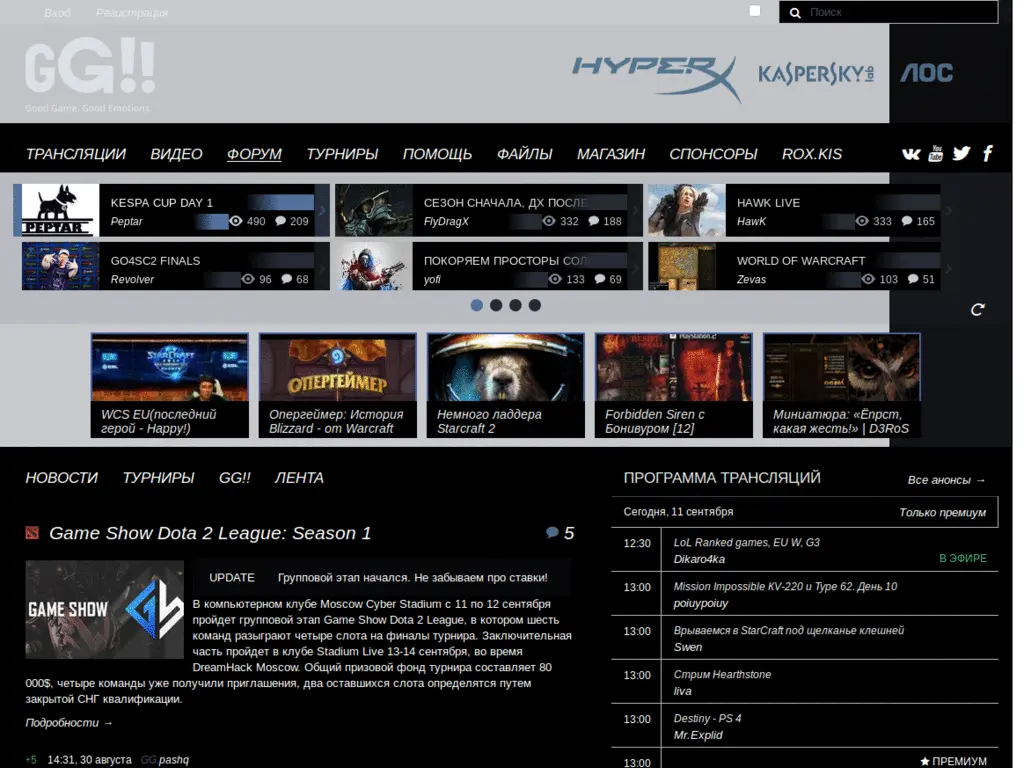 Вход Регистрация
Поиск
GG!!
Good Game. Good Emotions.
HYPERX
KASPERSKY lab
AOC
ТРАНСЛЯЦИИ ВИДЕО ФОРУМ ТУРНИРЫ ПОМОЩЬ ФАЙЛЫ МАГАЗИН СПОНСОРЫ ROX.KIS
You Tube
PEPTAR
KESPA CUP DAY 1
Peptar 490 209
СЕЗОН СНАЧАЛА, ДХ ПОСЛЕ
FlyDragX 332 188
HAWK LIVE
HawK 333 165
GO4SC2 FINALS
Revolver 96 68
ПОКОРЯЕМ ПРОСТОРЫ СОЛ
yofi 133 69
WORLD OF WARCRAFT
Zevas 103 51
STARCRAFT
WCS EU(последний
герой - Happy!)
ОПЕРГЕЙМЕР
Опергеймер: История
Blizzard - от Warcraft
Немного ладдера
Starcraft 2
PlayStation.2
Forbidden Siren с
Бонивуром [12]
Миниатюра: «Ёпрст,
какая жесть!» | D3RoS
НОВОСТИ ТУРНИРЫ GG!! ЛЕНТА
Game Show Dota 2 League: Season 1 5
GAME SHOW
UPDATE Групповой этап начался. Не забываем про ставки!
В компьютерном клубе Moscow Cyber Stadium с 11 по 12 сентября
пройдет групповой этап Game Show Dota 2 League, в котором шесть
команд разыграют четыре слота на финалы турнира. Заключительная
часть пройдет в клубе Stadium Live 13-14 сентября, во время
DreamHack Moscow. Общий призовой фонд турнира составляет 80
000$, четыре команды уже получили приглашения, два оставшихся слота определятся путем
закрытой СНГ квалификации.
Подробности →
+5 14:31, 30 августа GG pashq
ПРОГРАММА ТРАНСЛЯЦИЙ Все анонсы →
Сегодня, 11 сентября Только премиум
12:30 LoL Ranked games, EU W, G3
Dikaro4ka В ЭФИРЕ
13:00 Mission Impossible KV-220 и Type 62. День 10
poiuypoiuy
13:00 Врываемся в StarCraft под щелканье клешней
Swen
13:00 Стрим Hearthstone
liva
13:00 Destiny - PS 4
Mr.Explid
13:00 ПРЕМИУМ